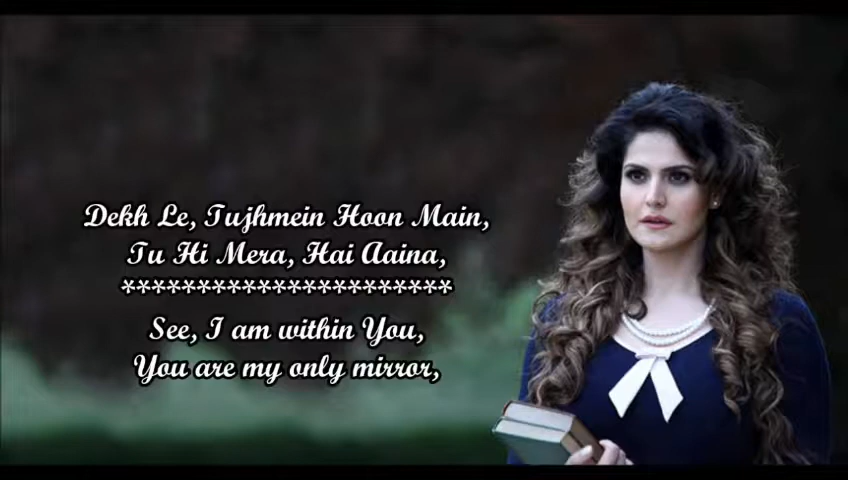 Dekh Le, Tujhmein Hoon Main,
Tu Hi Mera, Hai Aaina,
**********************
See, I am within You,
You are my only mirror,